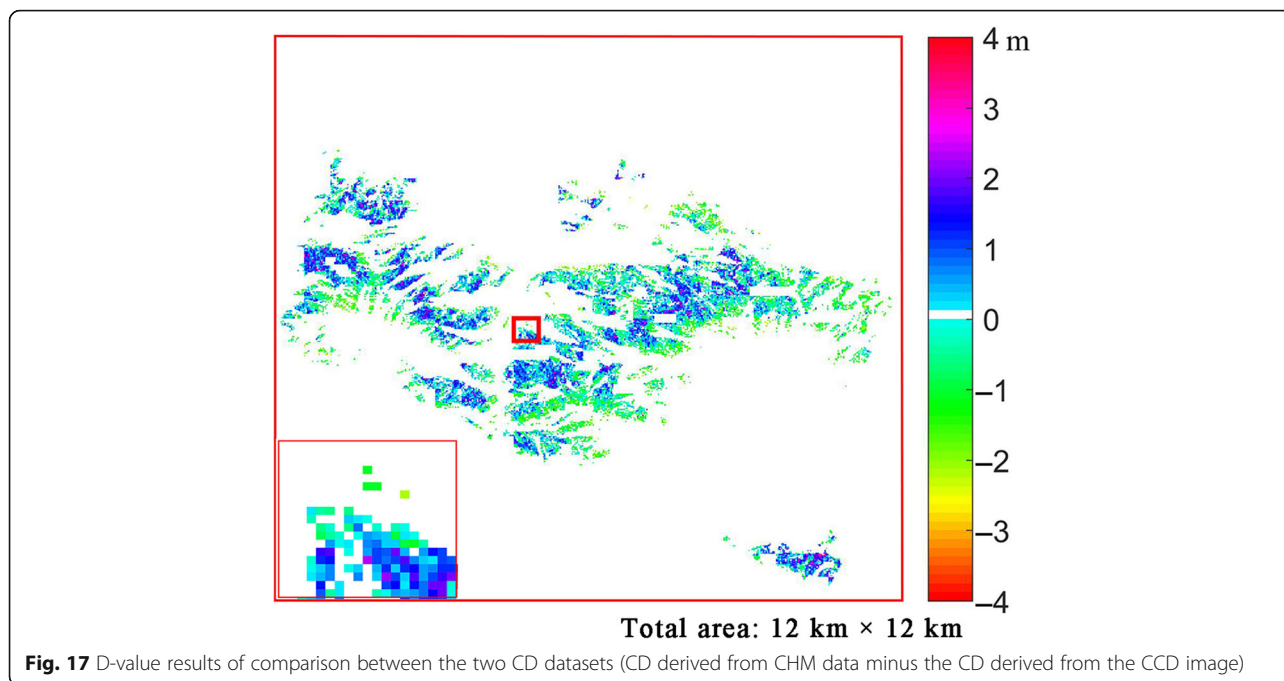 4 m
3
2
1
0
–1
–2
–3
–4
Total area: 12 km × 12 km
Fig. 17 D-value results of comparison between the two CD datasets (CD derived from CHM data minus the CD derived from the CCD image)